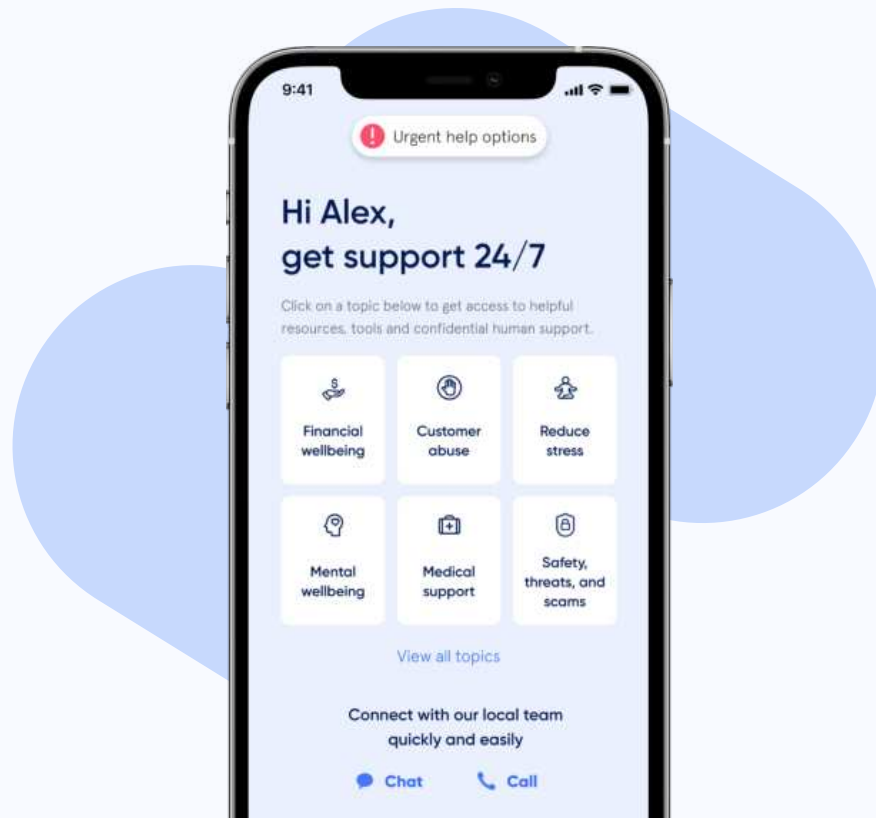 9:41
Urgent help options
Hi Alex,
get support 24/7
Click on a topic below to get access to helpful
resources, tools and confidential human support.
Financial
wellbeing
Customer
abuse
Reduce
stress
Mental
wellbeing
Medical
support
Safety,
threats, and
scams
View all topics
Connect with our local team
quickly and easily
Chat
Call